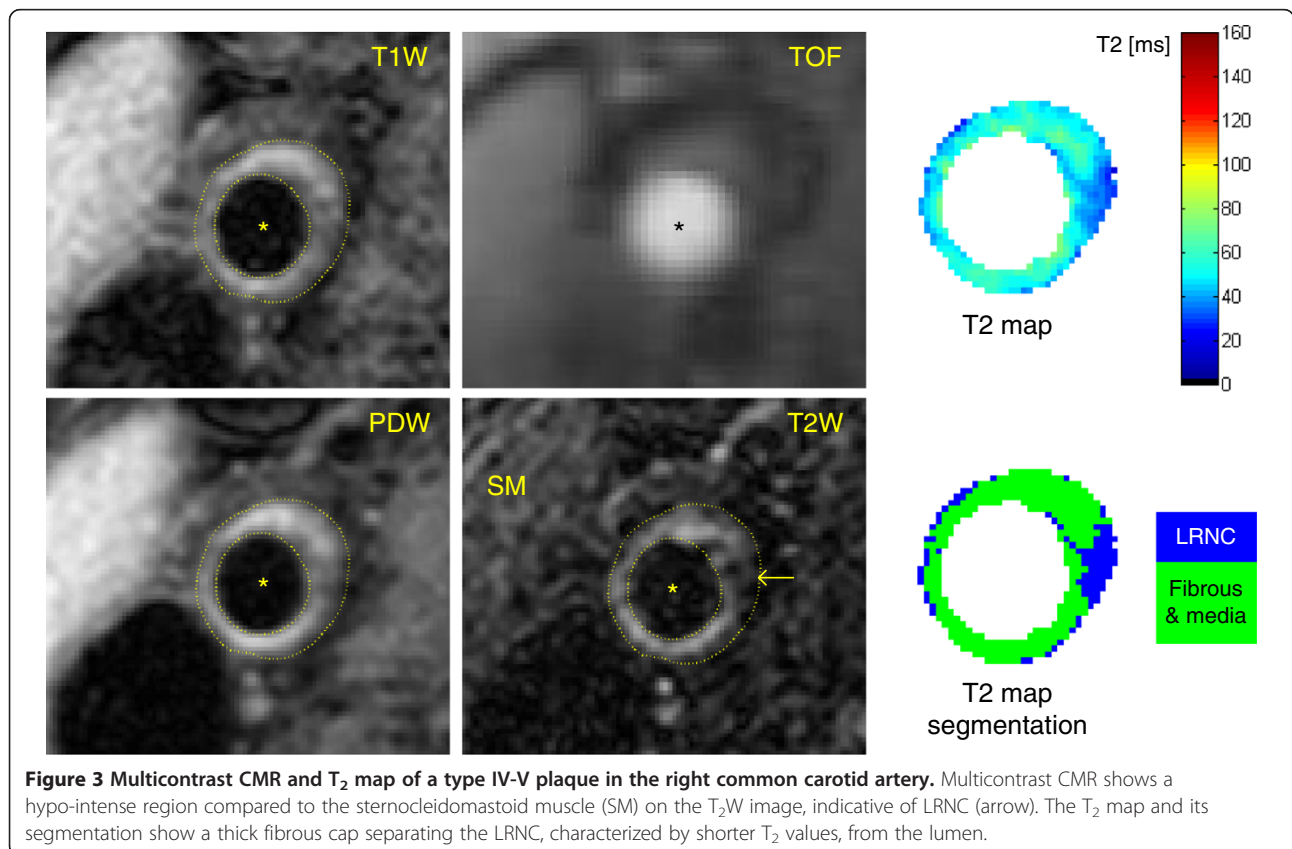 T1W
TOF
T2 [ms]
160
140
120
100
80
60
40
20
0
*
*
T2 map
PDW
T2W
SM
*
*
LRNC
Fibrous
& media
T2 map
segmentation
Figure 3 Multicontrast CMR and T₂ map of a type IV-V plaque in the right common carotid artery. Multicontrast CMR shows a
hypo-intense region compared to the sternocleidomastoid muscle (SM) on the T₂W image, indicative of LRNC (arrow). The T₂ map and its
segmentation show a thick fibrous cap separating the LRNC, characterized by shorter T₂ values, from the lumen.